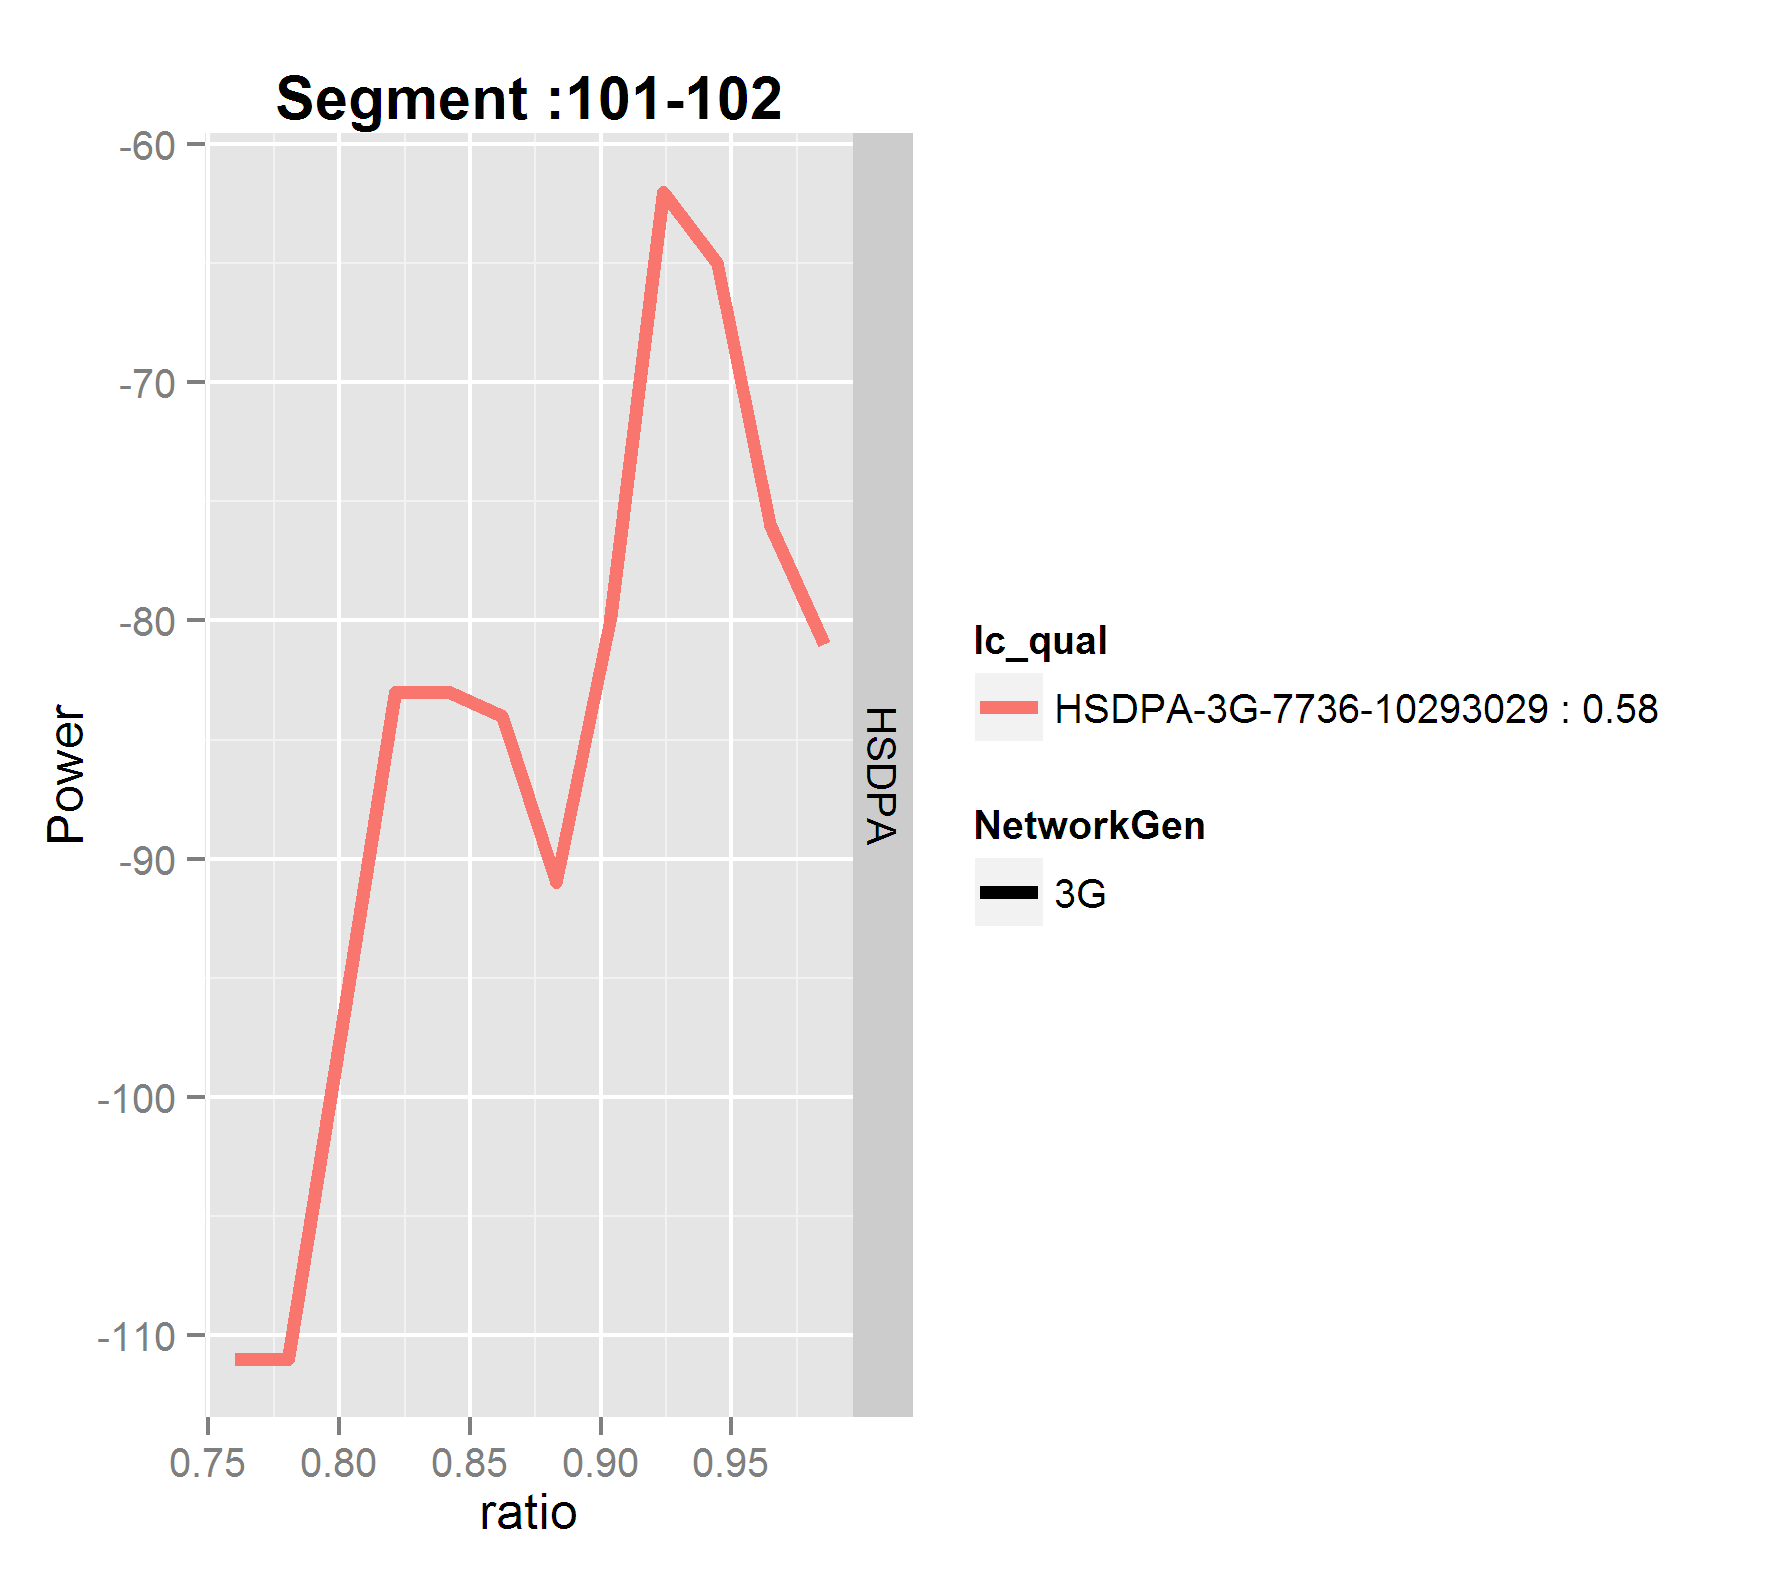 Segment :101-102
-60
-70
-80
-90
-100
-110
Power
HSDPA
0.75 0.80 0.85 0.90 0.95
ratio
lc_qual
HSDPA-3G-7736-10293029 : 0.58
NetworkGen
3G